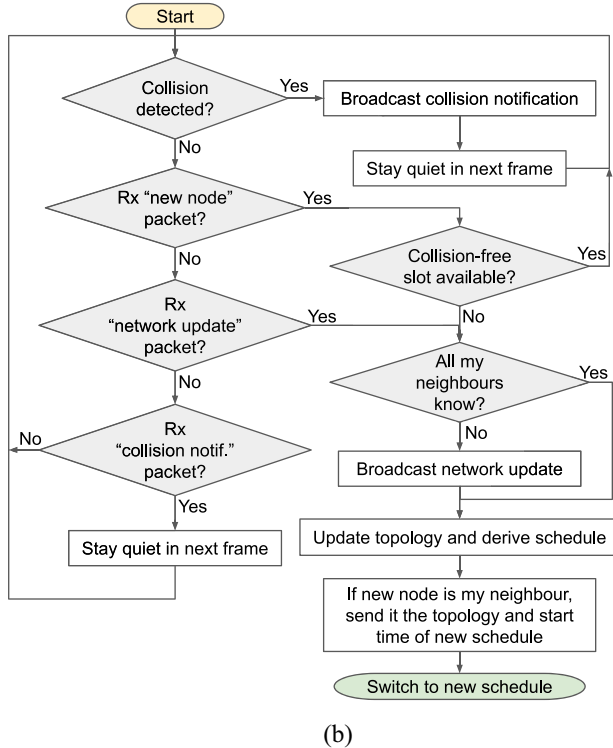 Start
Collision
detected?
Yes
Broadcast collision notification
Stay quiet in next frame
No
Rx “new node”
packet?
Yes
Collision-free
slot available?
Yes
No
No
Rx
“network update”
packet?
Yes
All my
neighbours
know?
Yes
No
No
Broadcast network update
Rx
“collision notif.”
packet?
No
Yes
Stay quiet in next frame
Update topology and derive schedule
If new node is my neighbour,
send it the topology and start
time of new schedule
Switch to new schedule
(b)